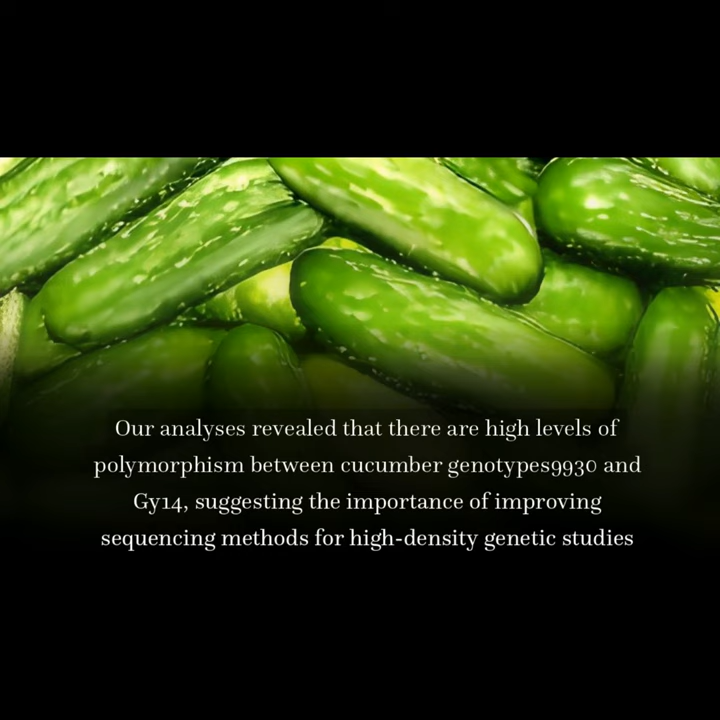 Our analyses revealed that there are high levels of
polymorphism between cucumber genotypes9930 and
Gy14, suggesting the importance of improving
sequencing methods for high-density genetic studies